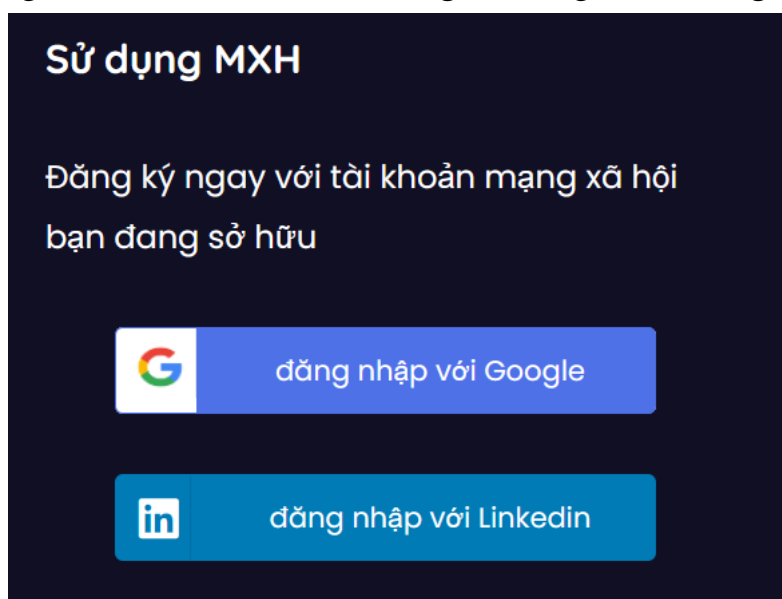 Sử dụng MXH
Đăng ký ngay với tài khoản mạng xã hội
bạn đang sở hữu
G
đăng nhập với Google
in
đăng nhập với Linkedin